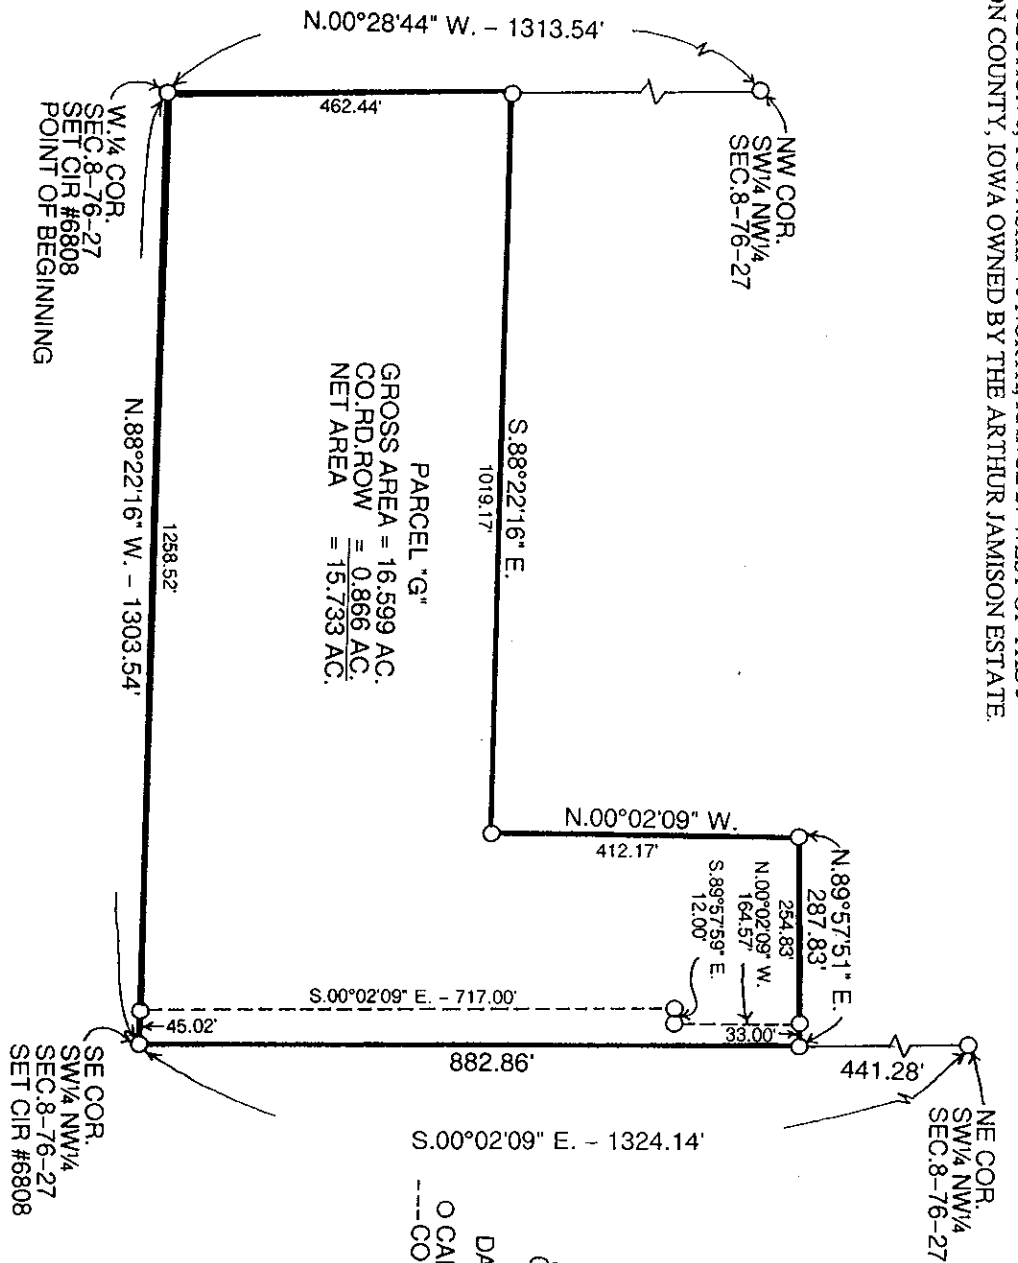 ON COUNTY, IOWA OWNED BY THE ARTHUR JAMISON ESTATE.
N.00°28'44" W. – 1313.54'
462.44'
NW COR.
SW¼ NW¼
SEC.8–76–27
W.¼ COR.
SEC.8–76–27
SET CIR #6808
POINT OF BEGINNING
S.88°22'16" E.
1019.17'
PARCEL "G"
GROSS AREA = 16.599 AC.
CO.RD.ROW = 0.866 AC.
NET AREA = 15.733 AC.
1258.52'
N.88°22'16" W. – 1303.54'
N.00°02'09" W.
412.17'
N.89°57'51" E.
287.83'
254.83'
N.00°02'09" W.
164.57'
S.89°57'59" E.
12.00'
S.00°02'09" E. – 717.00'
45.02'
33.00'
882.86'
441.28'
NE COR.
SW¼ NW¼
SEC.8–76–27
S.00°02'09" E. – 1324.14'
SE COR.
SW¼ NW¼
SEC.8–76–27
SET CIR #6808
DA
O CAI
---CO